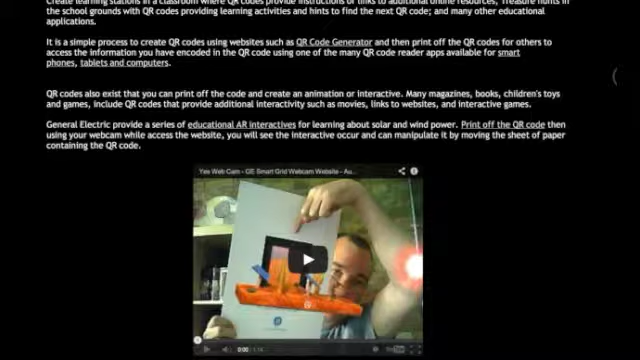 Create learning stations in a classroom where QR codes provide instructions or links to additional online resources; Treasure hunts in
the school grounds with QR codes providing learning activities and hints to find the next QR code; and many other educational
applications.
It is a simple process to create QR codes using websites such as QR Code Generator and then print off the QR codes for others to
access the information you have encoded in the QR code using one of the many QR code reader apps available for smart
phones, tablets and computers.
QR codes also exist that you can print off the code and create an animation or interactive. Many magazines, books, children's toys
and games, include QR codes that provide additional interactivity such as movies, links to websites, and interactive games.
General Electric provide a series of educational AR interactives for learning about solar and wind power. Print off the QR code then
using your webcam while access the website, you will see the interactive occur and can manipulate it by moving the sheet of paper
containing the QR code.
Yes Web Cam - GE Smart Grid Webcam Website - Au...
0:00 / 1:14